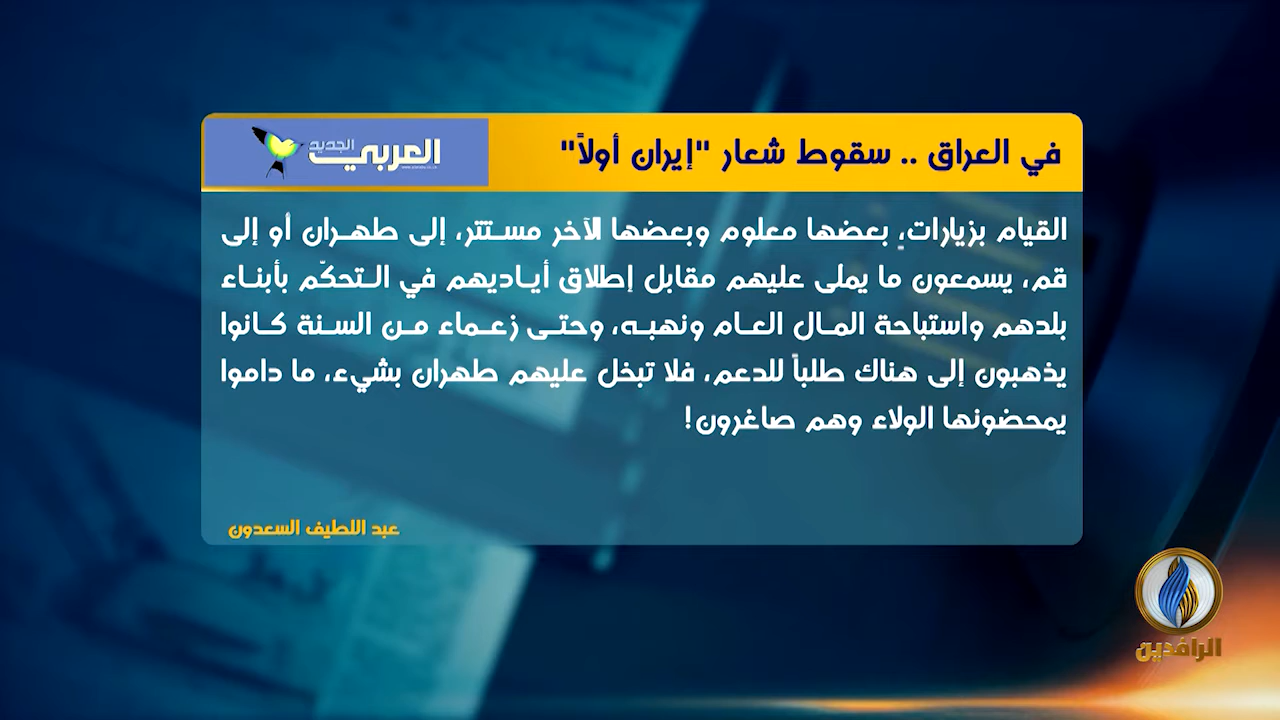 في العراق .. سقوط شعار "إيران أولاً"
العربي الجديد
القيام بزيارات، بعضها معلوم وبعضها الآخر مستتر، إلى طهران أو إلى
قم، يسمعون ما يملى عليهم مقابل إطلاق أياديهم في التحكّم بأبناء
بلدهم واستباحة المال العام ونهبه، وحتى زعماء من السنة كانوا
يذهبون إلى هناك طلباً للدعم، فلا تبخل عليهم طهران بشيء، ما داموا
يمحضونها الولاء وهم صاغرون!
عبد اللطيف السعدون
الرافدين